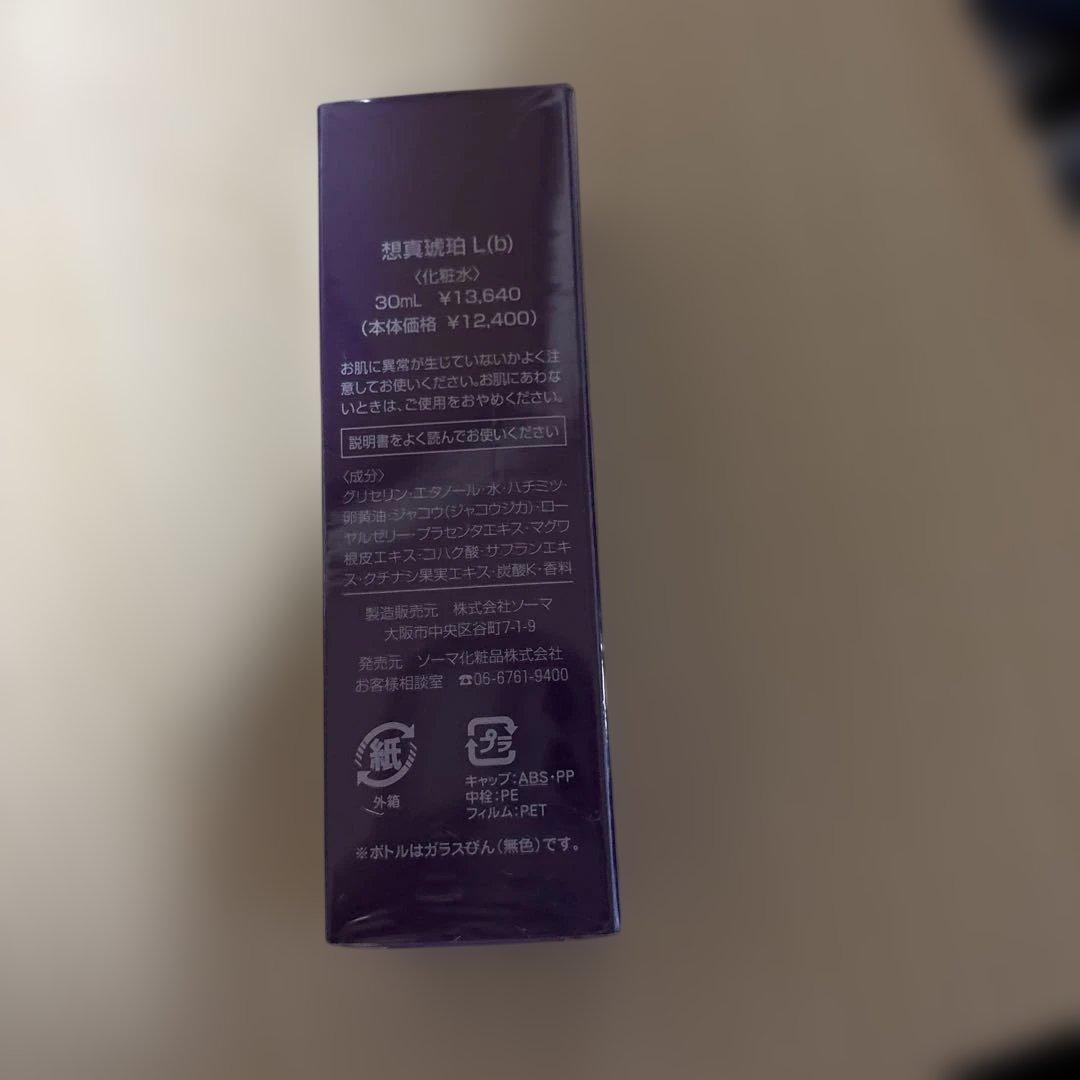 想真琥珀 L(b)
〈化粧水〉
30mL ¥13,640
(本体価格 ¥12,400)
お肌に異常が生じていないかよく注
意してお使いください。お肌にあわな
いときは、ご使用をおやめください。
説明書をよく読んでお使いください
〈成分〉
グリセリン・エタノール・水・ハチミツ・
卵黄油・ジャコウ(ジャコウジカ)・ロー
ヤルゼリー・プラセンタエキス・マグワ
根皮エキス・コハク酸・サフランエキ
ス・クチナシ果実エキス・炭酸K・香料
製造販売元 株式会社ソーマ
大阪市中央区谷町7-1-9
発売元 ソーマ化粧品株式会社
お客様相談室 ☎06-6761-9400
紙
外箱
プラ
キャップ:ABS・PP
中栓:PE
フィルム:PET
※ボトルはガラスびん(無色)です。